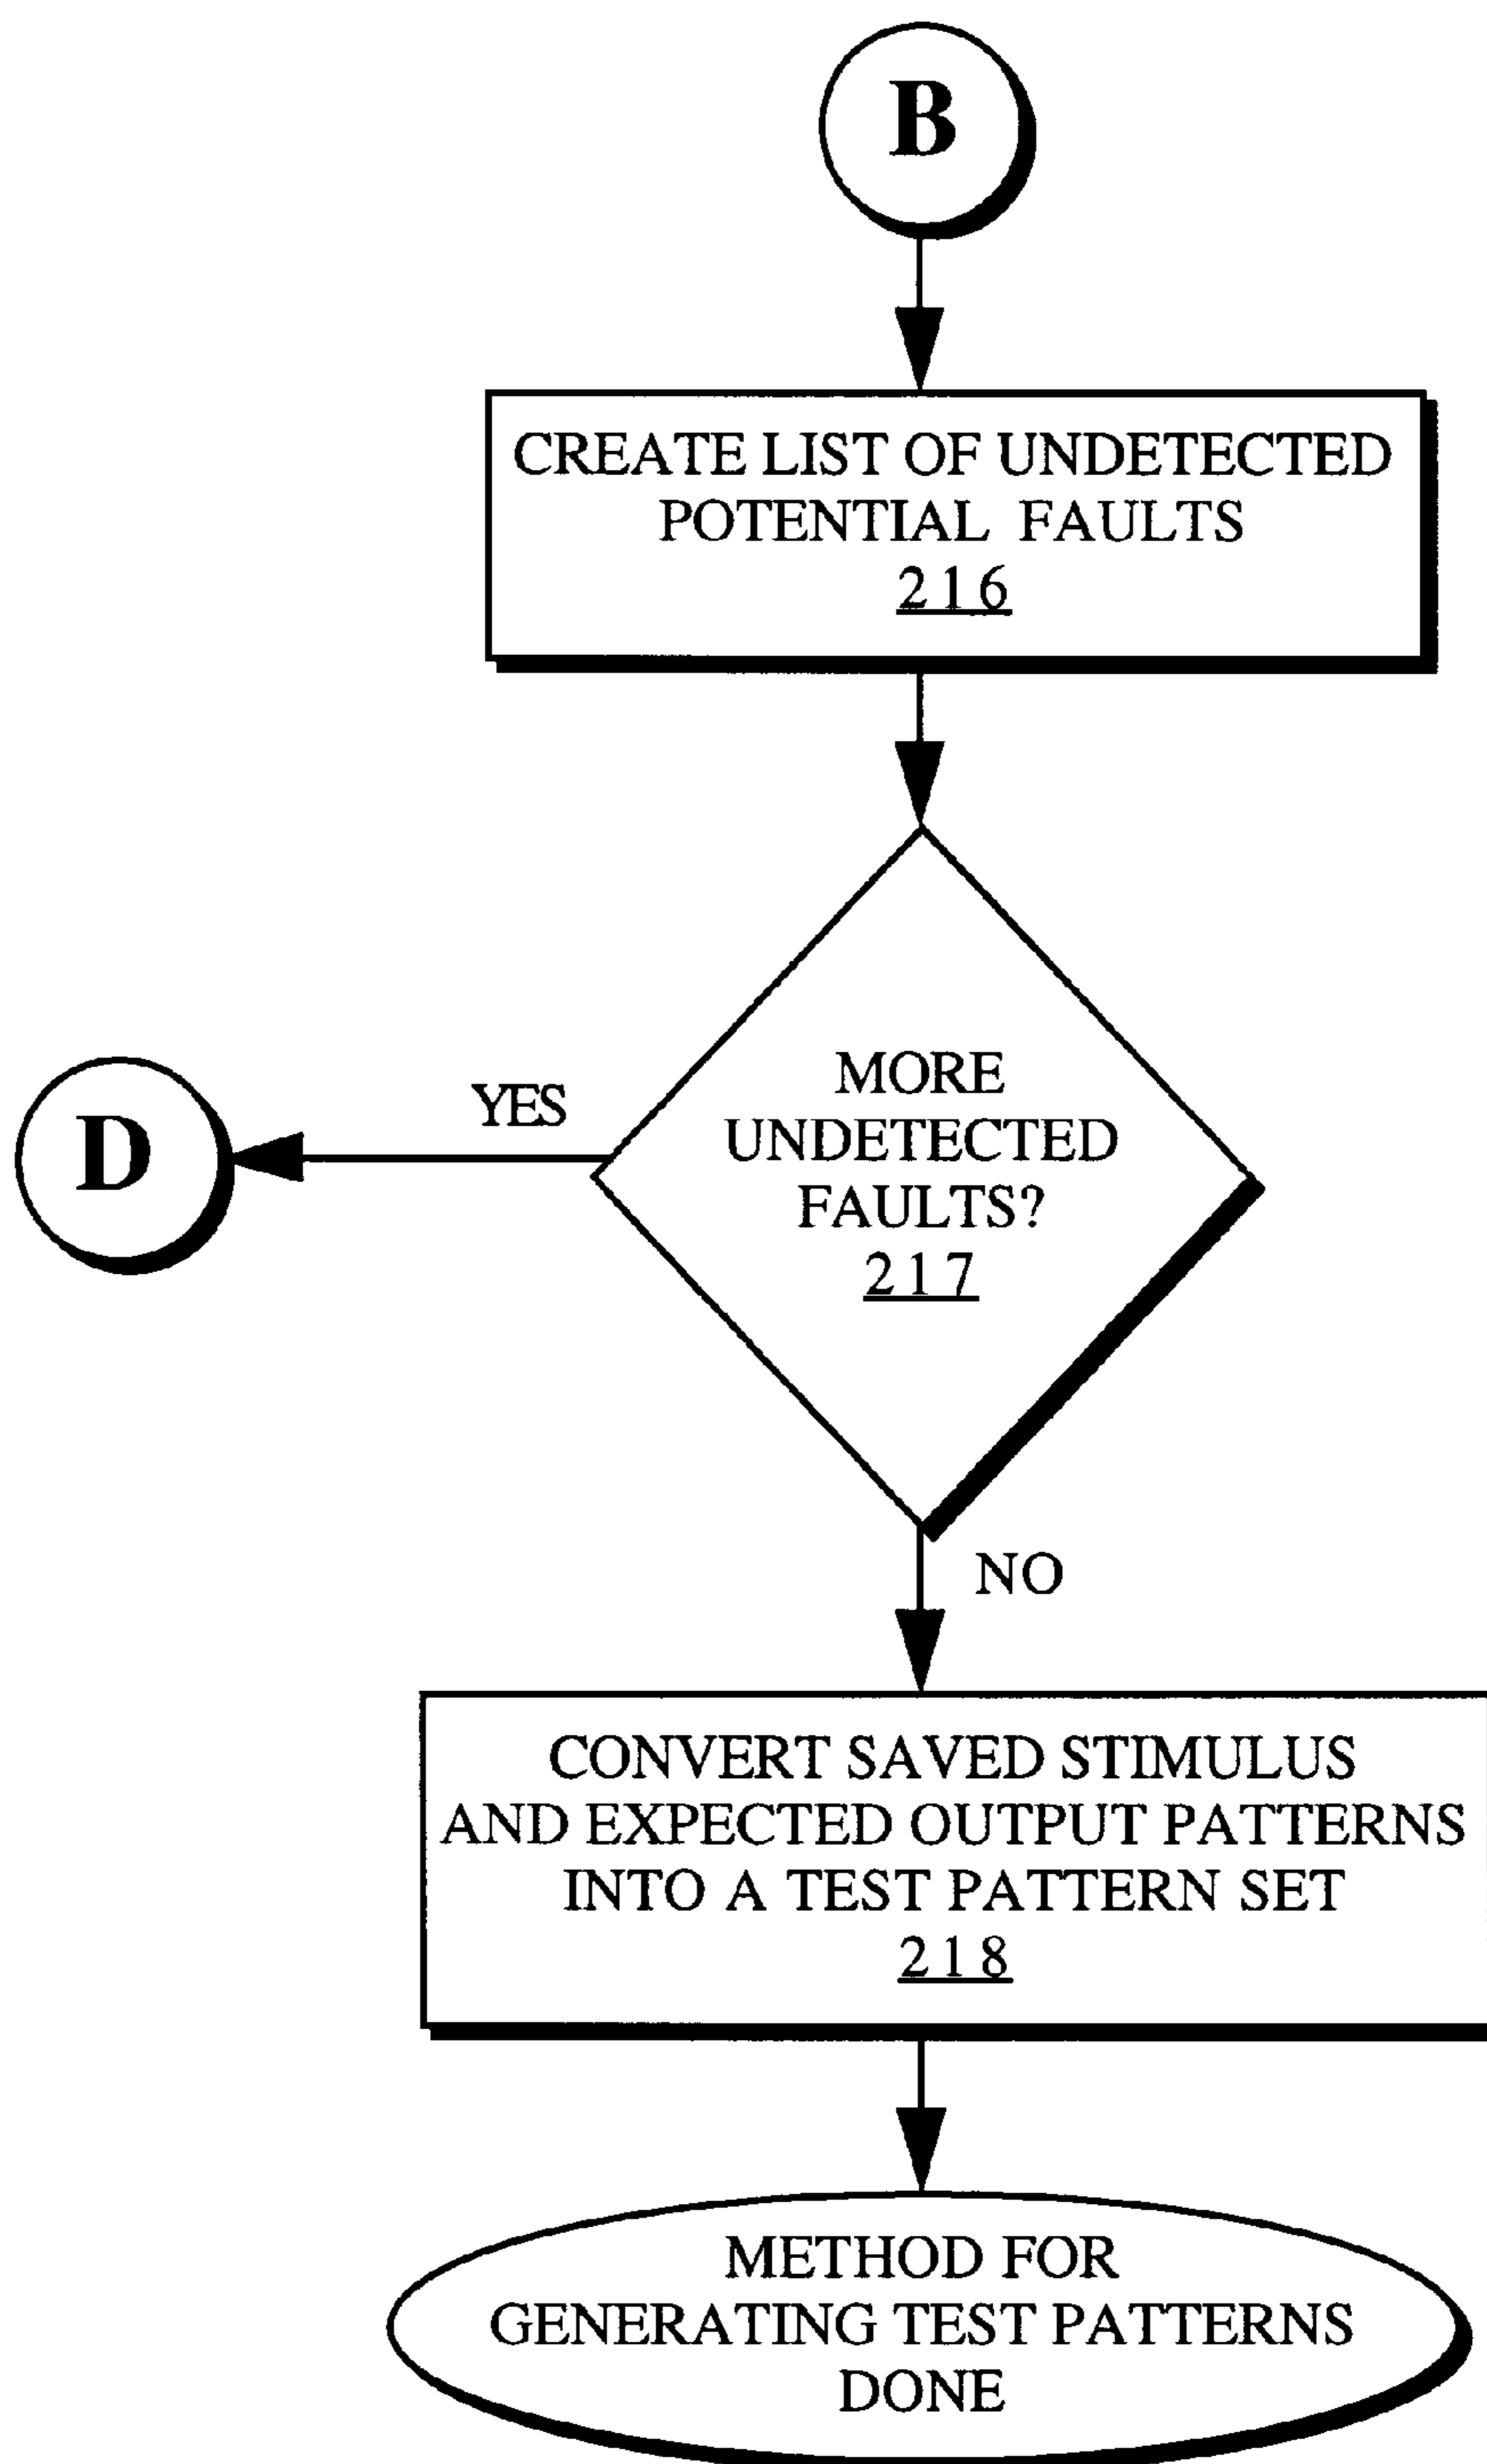 B
CREATE LIST OF UNDETECTED
POTENTIAL FAULTS
216
MORE
UNDETECTED
FAULTS?
217
YES
D
NO
CONVERT SAVED STIMULUS
AND EXPECTED OUTPUT PATTERNS
INTO A TEST PATTERN SET
218
METHOD FOR
GENERATING TEST PATTERNS
DONE